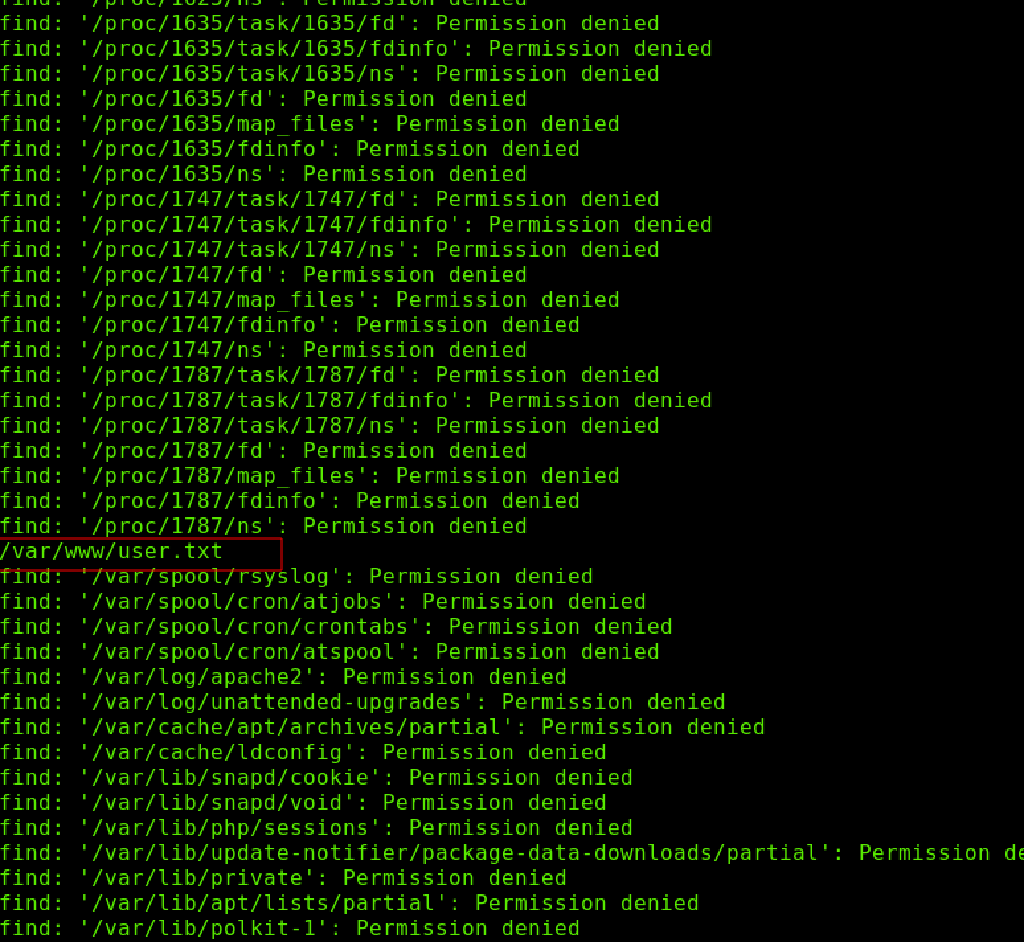 find: '/proc/1625/ns': Permission denied
find: '/proc/1635/task/1635/fd': Permission denied
find: '/proc/1635/task/1635/fdinfo': Permission denied
find: '/proc/1635/task/1635/ns': Permission denied
find: '/proc/1635/fd': Permission denied
find: '/proc/1635/map_files': Permission denied
find: '/proc/1635/fdinfo': Permission denied
find: '/proc/1635/ns': Permission denied
find: '/proc/1747/task/1747/fd': Permission denied
find: '/proc/1747/task/1747/fdinfo': Permission denied
find: '/proc/1747/task/1747/ns': Permission denied
find: '/proc/1747/fd': Permission denied
find: '/proc/1747/map_files': Permission denied
find: '/proc/1747/fdinfo': Permission denied
find: '/proc/1747/ns': Permission denied
find: '/proc/1787/task/1787/fd': Permission denied
find: '/proc/1787/task/1787/fdinfo': Permission denied
find: '/proc/1787/task/1787/ns': Permission denied
find: '/proc/1787/fd': Permission denied
find: '/proc/1787/map_files': Permission denied
find: '/proc/1787/fdinfo': Permission denied
find: '/proc/1787/ns': Permission denied
/var/www/user.txt
find: '/var/spool/rsyslog': Permission denied
find: '/var/spool/cron/atjobs': Permission denied
find: '/var/spool/cron/crontabs': Permission denied
find: '/var/spool/cron/atspool': Permission denied
find: '/var/log/apache2': Permission denied
find: '/var/log/unattended-upgrades': Permission denied
find: '/var/cache/apt/archives/partial': Permission denied
find: '/var/cache/ldconfig': Permission denied
find: '/var/lib/snapd/cookie': Permission denied
find: '/var/lib/snapd/void': Permission denied
find: '/var/lib/php/sessions': Permission denied
find: '/var/lib/update-notifier/package-data-downloads/partial': Permission de
find: '/var/lib/private': Permission denied
find: '/var/lib/apt/lists/partial': Permission denied
find: '/var/lib/polkit-1': Permission denied